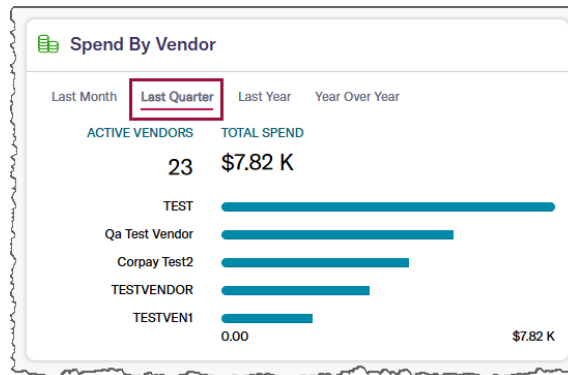 Spend By Vendor
Last Month Last Quarter Last Year Year Over Year
ACTIVE VENDORS TOTAL SPEND
23 $7.82 K
TEST
Qa Test Vendor
Corpay Test2
TESTVENDOR
TESTVEN1
0.00 $7.82 K